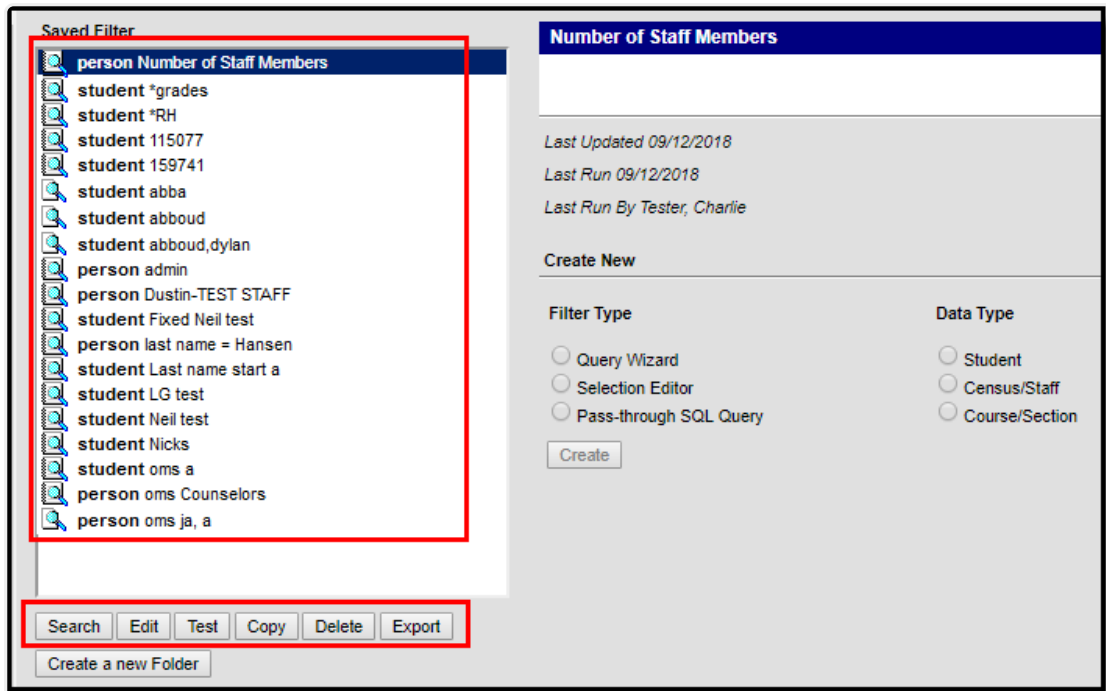 Saved Filter
person Number of Staff Members
student *grades
student *RH
student 115077
student 159741
student abba
student abboud
student abboud,dylan
person admin
person Dustin-TEST STAFF
student Fixed Neil test
person last name = Hansen
student Last name start a
student LG test
student Neil test
student Nicks
student oms a
person oms Counselors
person oms ja, a
Search Edit Test Copy Delete Export
Create a new Folder
Number of Staff Members
Last Updated 09/12/2018
Last Run 09/12/2018
Last Run By Tester, Charlie
Create New
Filter Type
Query Wizard
Selection Editor
Pass-through SQL Query
Create
Data Type
Student
Census/Staff
Course/Section